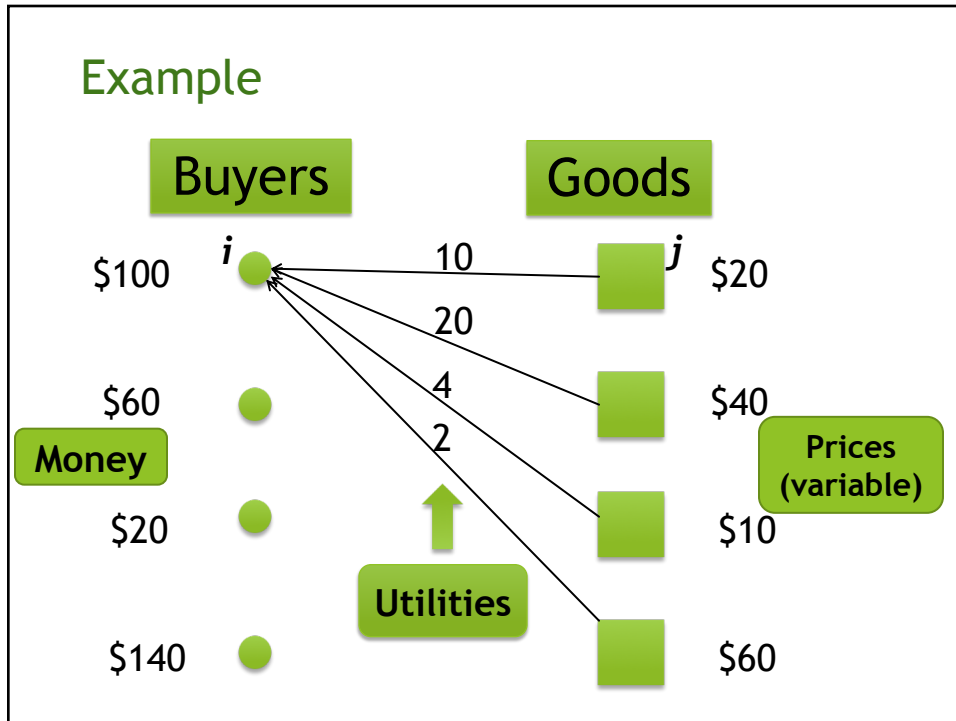 Example
Buyers
Goods
i
j
$100
10
$20
20
$60
4
$40
Money
2
Prices
(variable)
$20
$10
Utilities
$140
$60